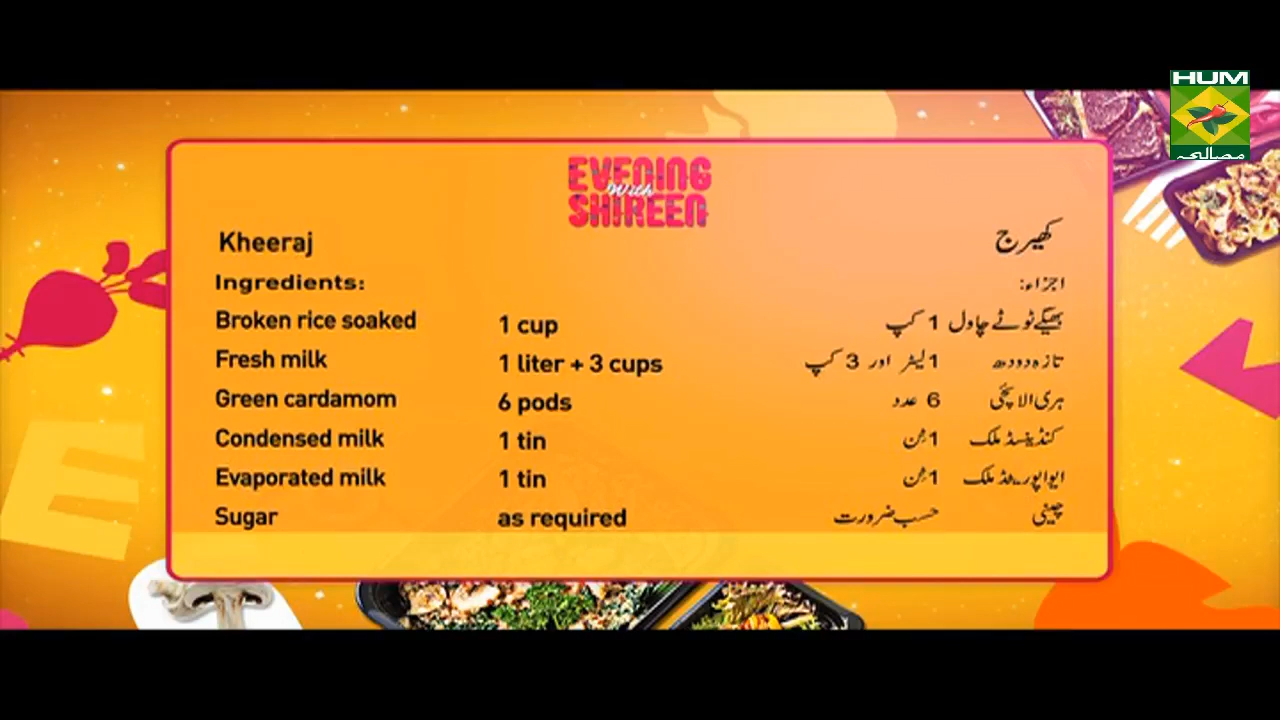 HUM
مصالحہ
EVENING
With
SHIREEN
Kheeraj کھیرج
Ingredients: اجزاء:
Broken rice soaked 1 cup بھیگے ٹوٹے چاول 1 کپ
Fresh milk 1 liter + 3 cups تازہ دودھ 1 لیٹر اور 3 کپ
Green cardamom 6 pods ہری الائچی 6 عدد
Condensed milk 1 tin کنڈینسڈ ملک 1 ٹن
Evaporated milk 1 tin ایواپوریٹڈ ملک 1 ٹن
Sugar as required چینی حسب ضرورت